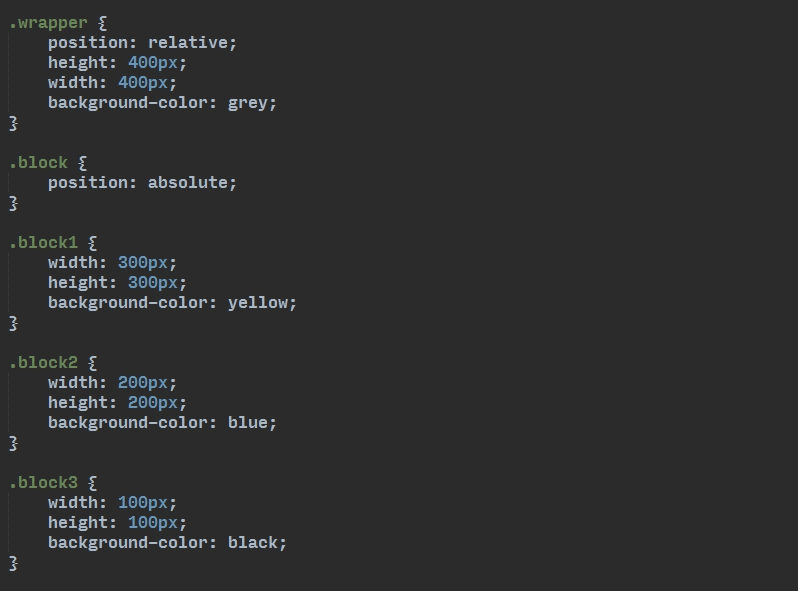 .wrapper {
    position: relative;
    height: 400px;
    width: 400px;
    background-color: grey;
}

.block {
    position: absolute;
}

.block1 {
    width: 300px;
    height: 300px;
    background-color: yellow;
}

.block2 {
    width: 200px;
    height: 200px;
    background-color: blue;
}

.block3 {
    width: 100px;
    height: 100px;
    background-color: black;
}